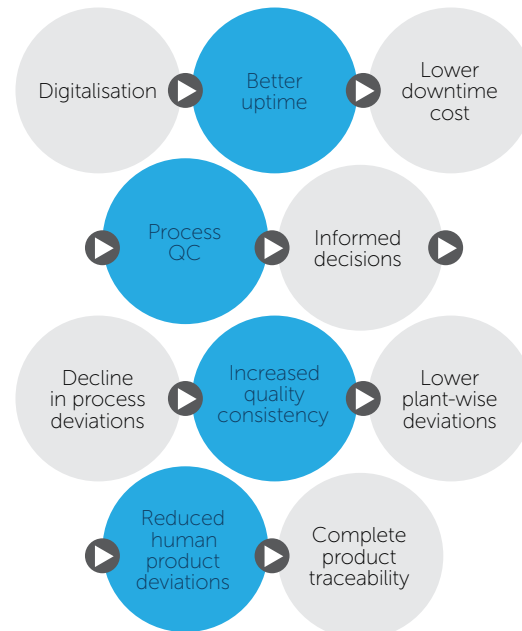 Digitalisation
Better
uptime
Lower
downtime
cost
Process
QC
Informed
decisions
Decline
in process
deviations
Increased
quality
consistency
Lower
plant-wise
deviations
Reduced
human
product
deviations
Complete
product
traceability